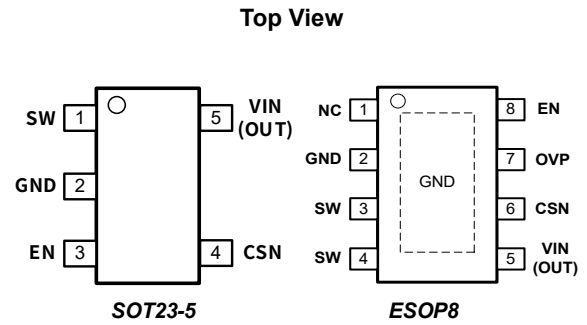 Top View
SW 1
5 VIN
(OUT)
GND 2
EN 3
4 CSN
SOT23-5
NC 1
8 EN
GND 2
7 OVP
GND
SW 3
6 CSN
SW 4
5 VIN
(OUT)
ESOP8